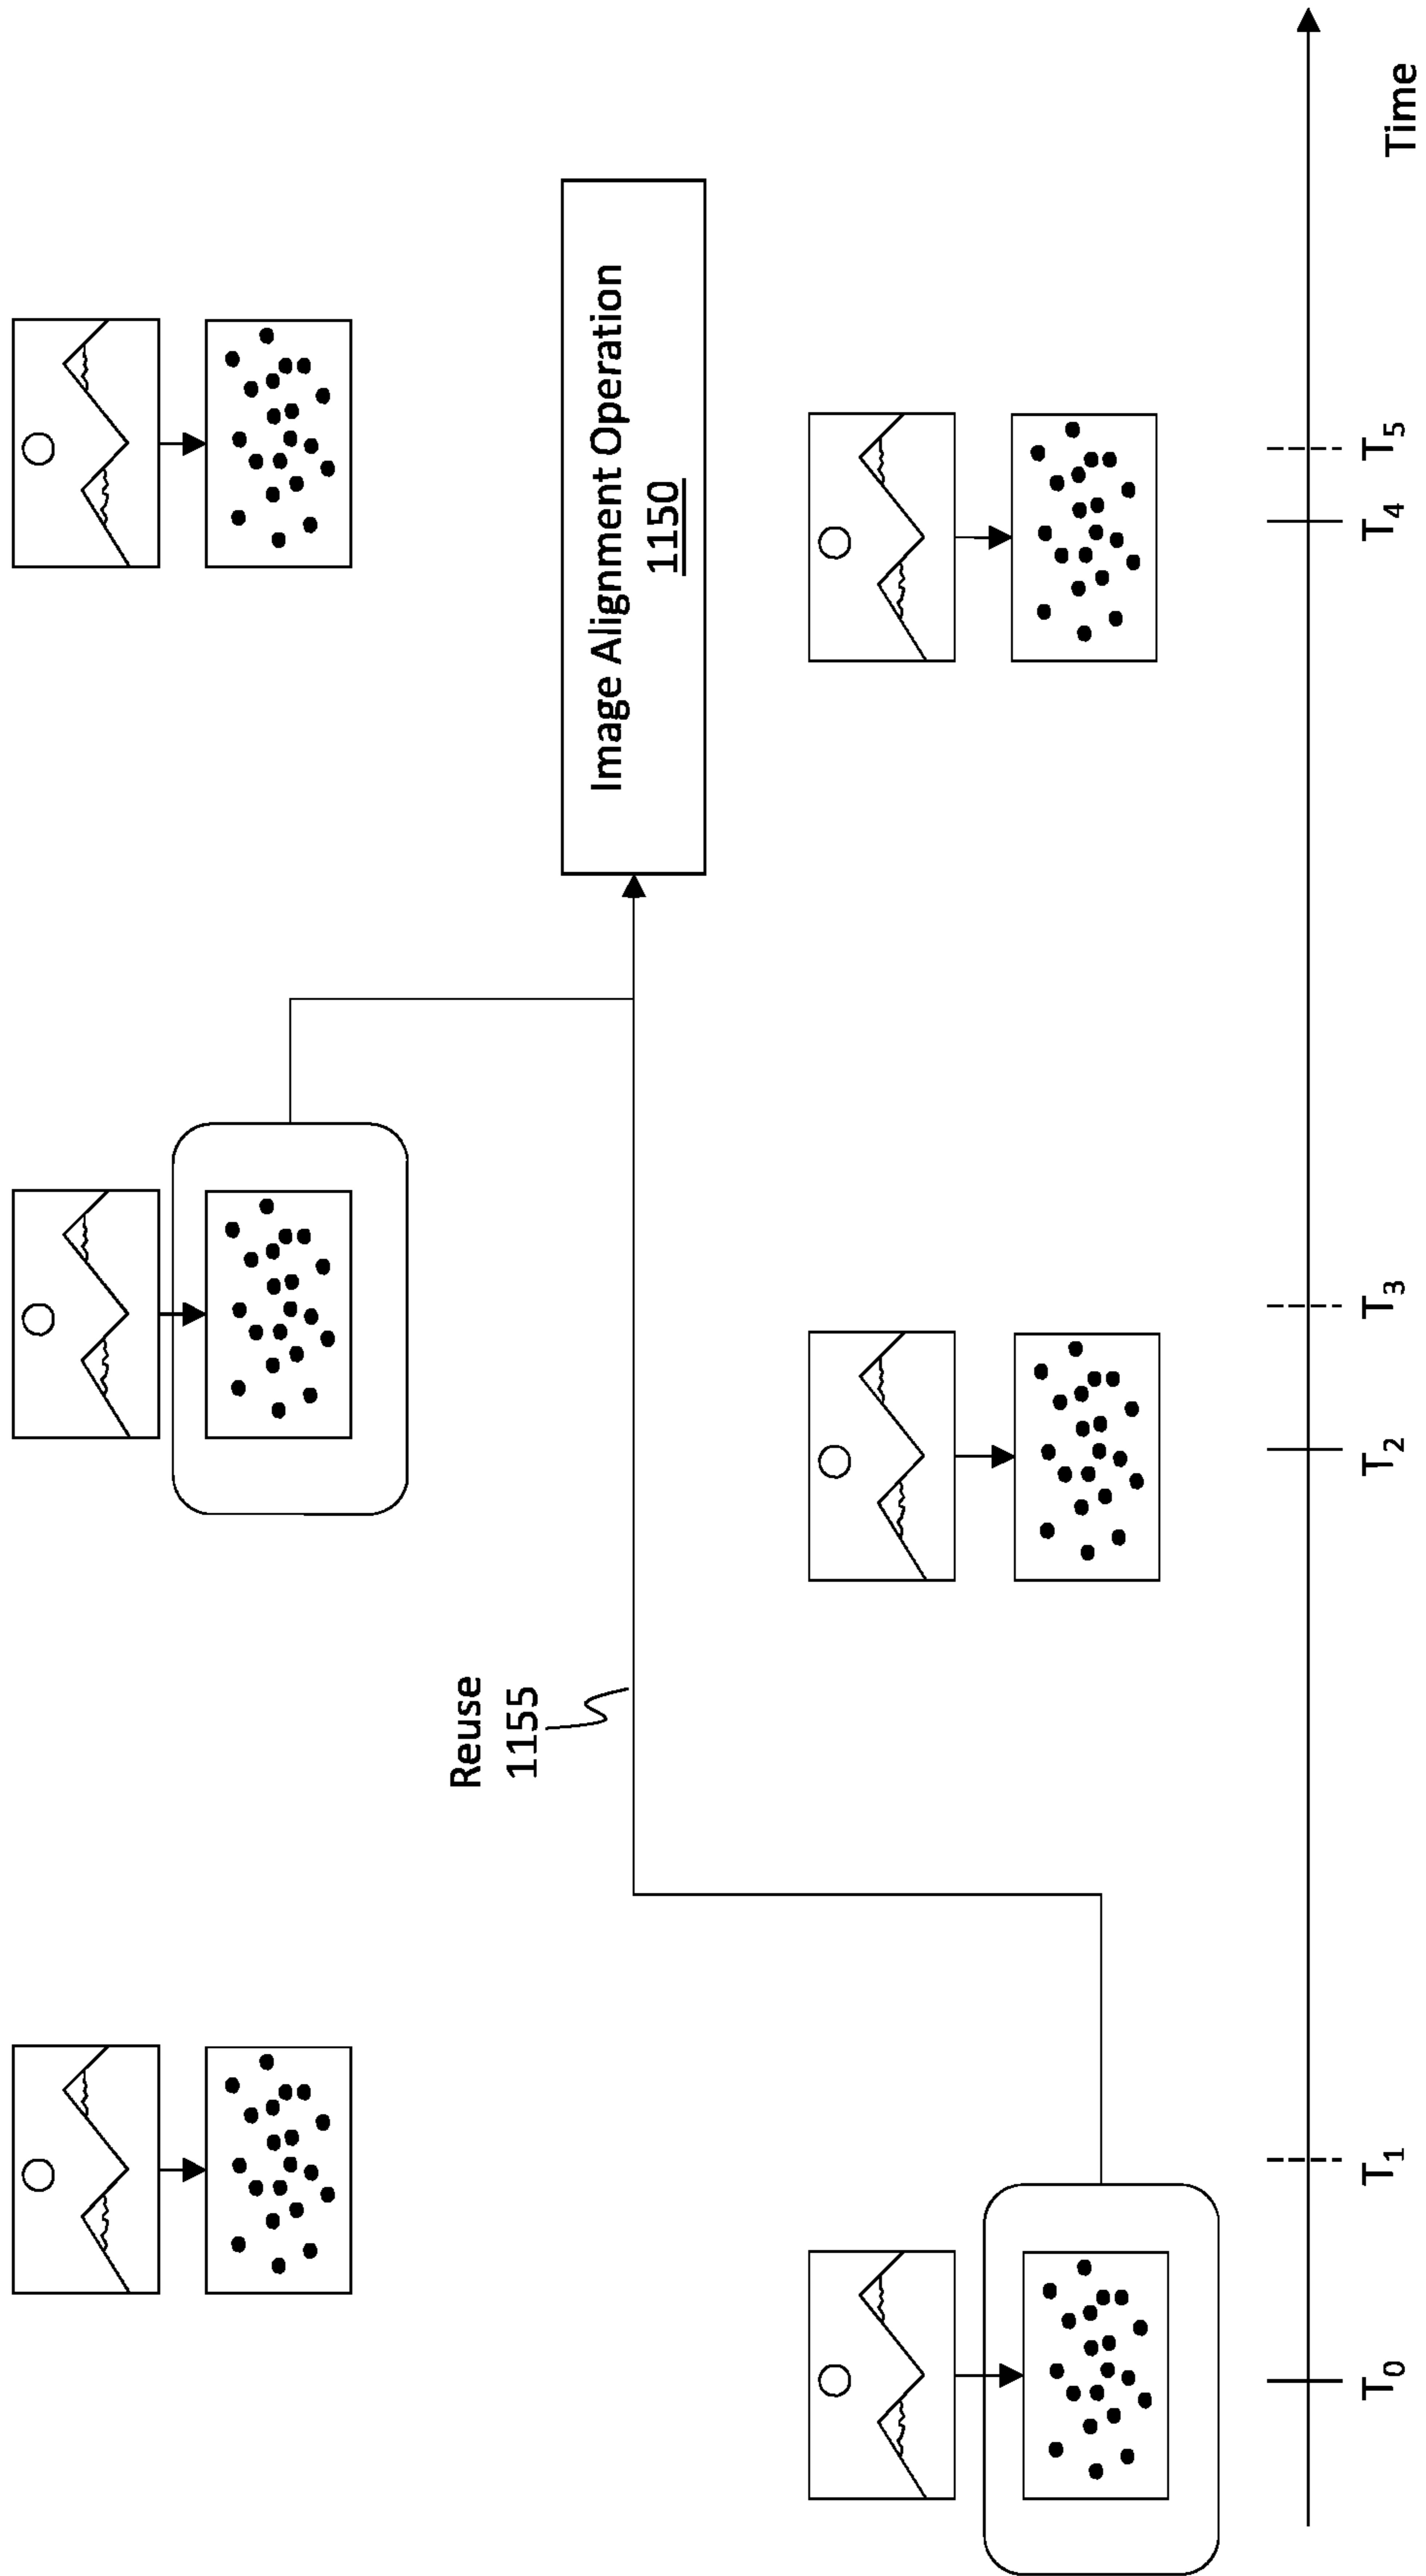 Image Alignment Operation
1150
Reuse
1155
T0
T1
T2
T3
T4
T5
Time